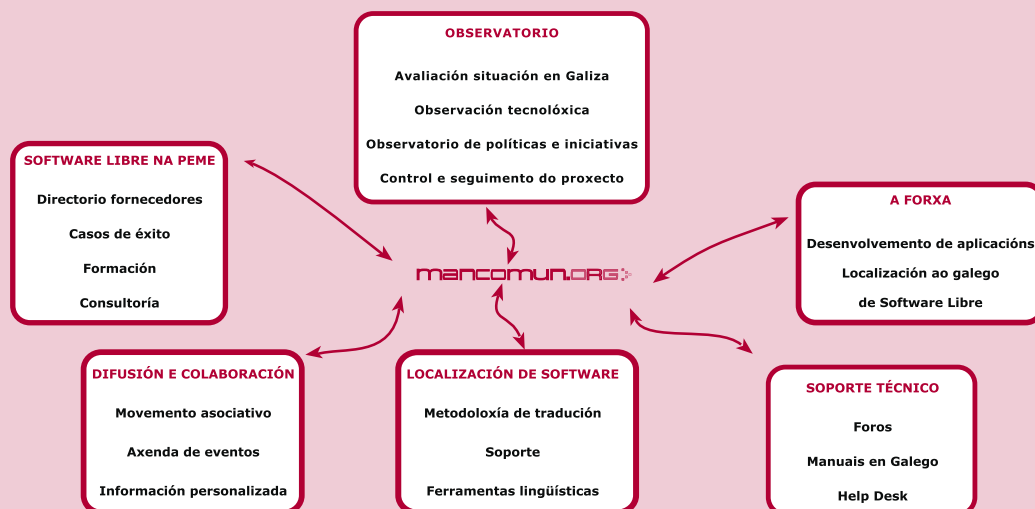 OBSERVATORIO
Avaliación situación en Galiza
Observación tecnolóxica
Observatorio de políticas e iniciativas
Control e seguimento do proxecto
SOFTWARE LIBRE NA PEME
Directorio fornecedores
Casos de éxito
Formación
Consultoría
A FORXA
Desenvolvemento de aplicacións
Localización ao galego
de Software Libre
mancomun.ORG
DIFUSIÓN E COLABORACIÓN
Movemento asociativo
Axenda de eventos
Información personalizada
LOCALIZACIÓN DE SOFTWARE
Metodoloxía de tradución
Soporte
Ferramentas lingüísticas
SOPORTE TÉCNICO
Foros
Manuais en Galego
Help Desk